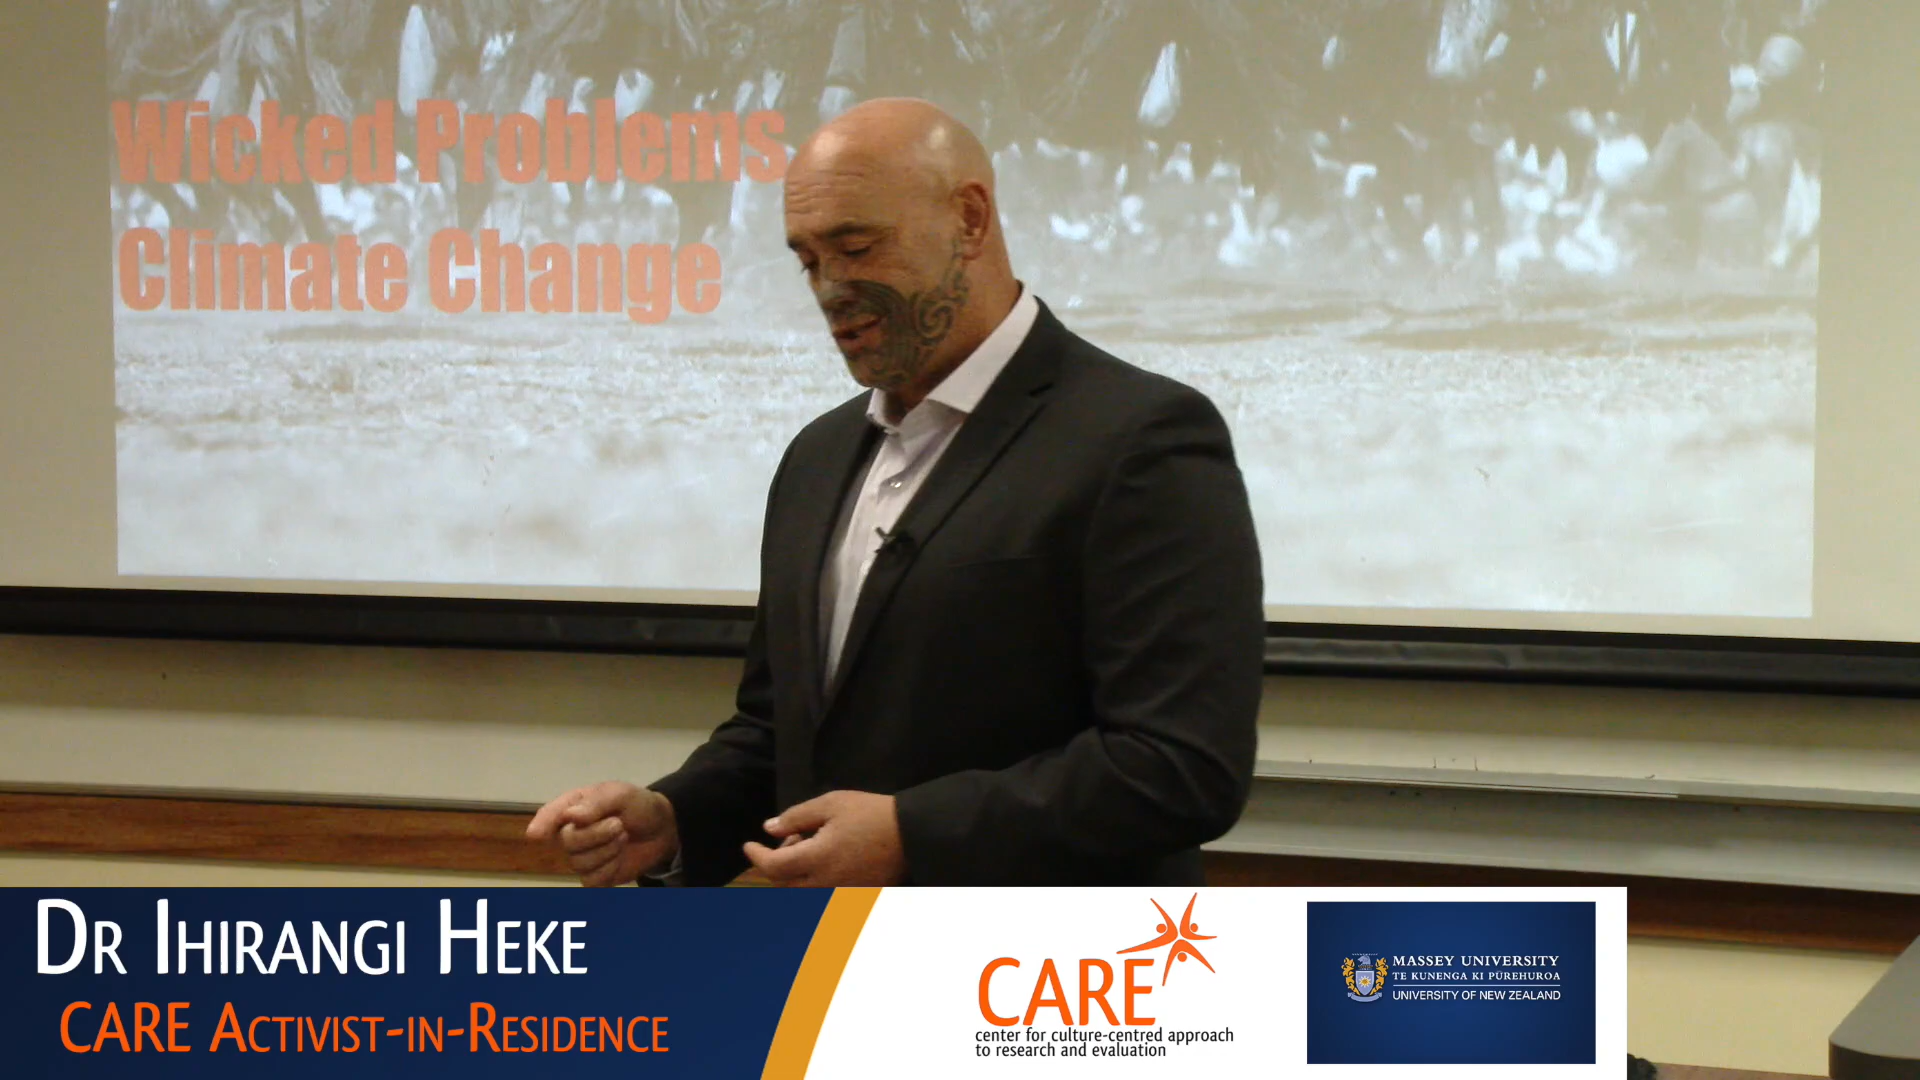 Wicked Problems
Climate Change
Dr Ihirangi Heke
CARE Activist-in-Residence
CARE
center for culture-centred approach
to research and evaluation
MASSEY UNIVERSITY
TE KUNENGA KI PŪREHUROA
UNIVERSITY OF NEW ZEALAND